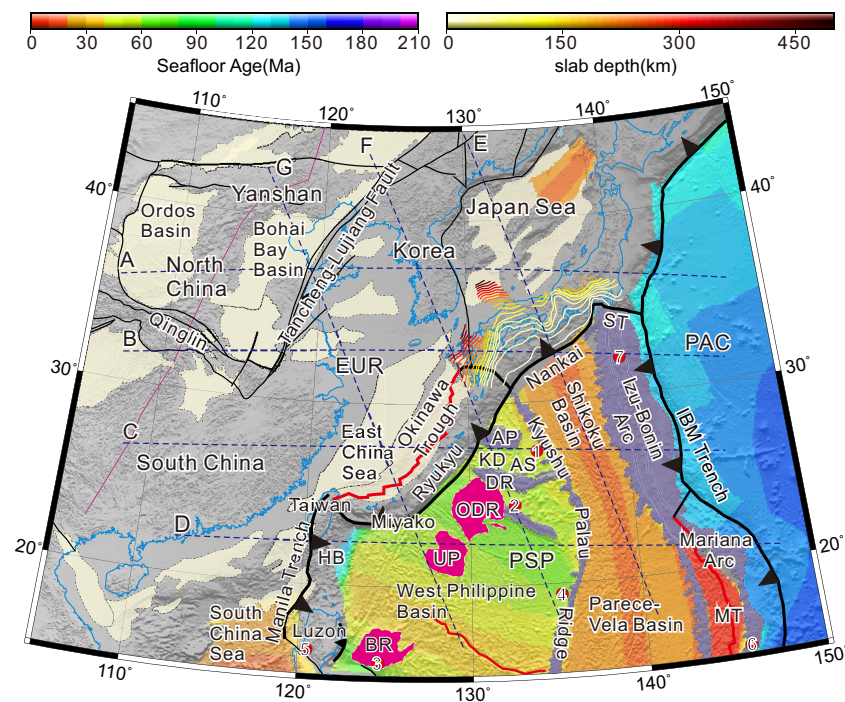 0 30 60 90 120 150 180 210
Seafloor Age(Ma)
0 150 300 450
slab depth(km)
110°
120°
130°
140°
150°
F
E
G
Yanshan
40°
40°
Ordos
Basin
Japan Sea
Bohai
Bay
Basin
Tancheng-Lujiang Fault
Korea
A
North
China
Qinglin
ST
B
PAC
EUR
Nankai
7
30°
30°
Izu-Bonin
Arc
Shikoku
Basin
Okinawa
Trough
IBM Trench
C
East
China
Sea
AP
Kyushu
1
South China
KD
AS
Ryukyu
DR
Taiwan
ODR
2
Miyako
D
Palau
20°
20°
HB
UP
PSP
Mariana
Arc
Manila Trench
West Philippine
Basin
4
Parece-
Vela Basin
South
China
Sea
Luzon
Ridge
MT
BR
5
3
6
110°
120°
130°
140°
150°